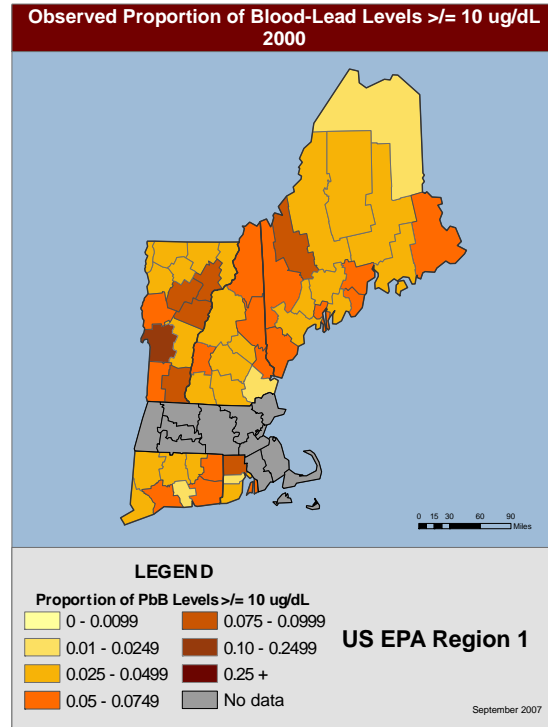 Observed Proportion of Blood-Lead Levels >/= 10 ug/dL
2000
0 15 30 60 90
Miles
LEGEND
Proportion of PbB Levels >/= 10 ug/dL
0 - 0.0099
0.01 - 0.0249
0.025 - 0.0499
0.05 - 0.0749
0.075 - 0.0999
0.10 - 0.2499
0.25 +
No data
US EPA Region 1
September 2007